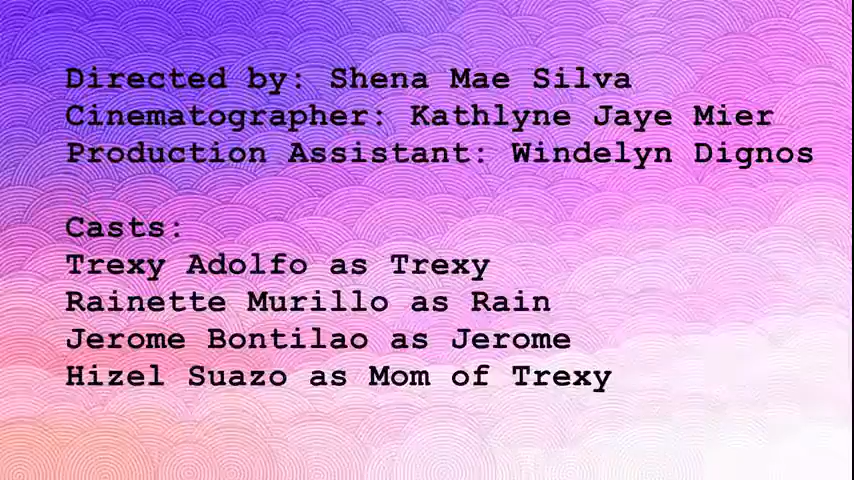 Directed by: Shena Mae Silva
Cinematographer: Kathlyne Jaye Mier
Production Assistant: Windelyn Dignos
Casts:
Trexy Adolfo as Trexy
Rainette Murillo as Rain
Jerome Bontilao as Jerome
Hizel Suazo as Mom of Trexy